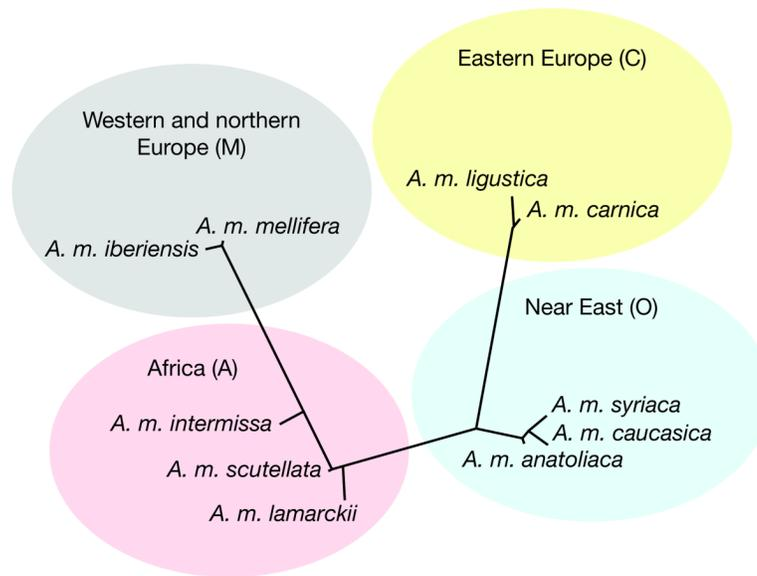 Eastern Europe (C)
Western and northern
Europe (M)
A. m. ligustica
A. m. carnica
A. m. mellifera
A. m. iberiensis
Near East (O)
Africa (A)
A. m. syriaca
A. m. intermissa
A. m. caucasica
A. m. anatoliaca
A. m. scutellata
A. m. lamarckii